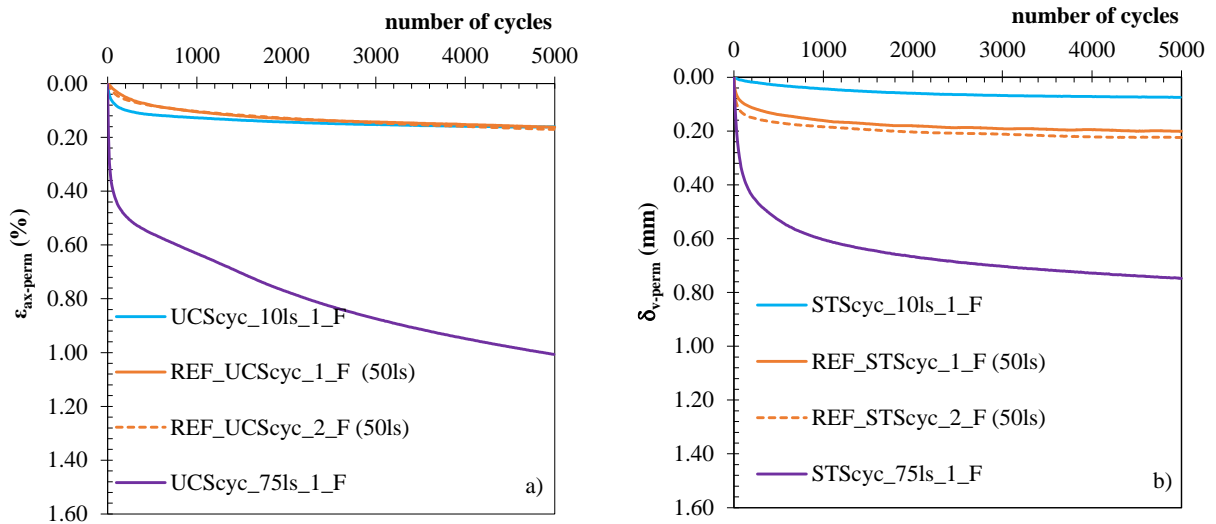 number of cycles
0 1000 2000 3000 4000 5000
0.00
0.20
0.40
0.60
0.80
1.00
1.20
1.40
1.60
εax-perm (%)
UCScyc_10ls_1_F
REF_UCScyc_1_F (50ls)
REF_UCScyc_2_F (50ls)
UCScyc_75ls_1_F
a)
number of cycles
0 1000 2000 3000 4000 5000
0.00
0.20
0.40
0.60
0.80
1.00
1.20
1.40
1.60
δv-perm (mm)
STScyc_10ls_1_F
REF_STScyc_1_F (50ls)
REF_STScyc_2_F (50ls)
STScyc_75ls_1_F
b)